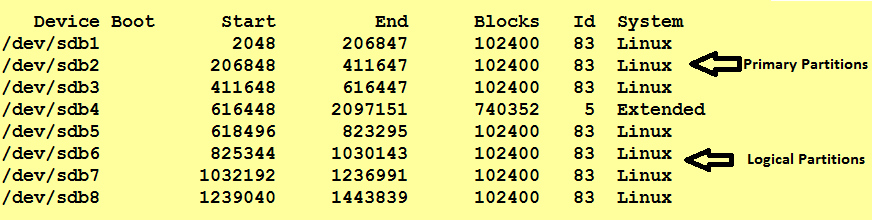 Device Boot Start End Blocks Id System
/dev/sdb1 2048 206847 102400 83 Linux
/dev/sdb2 206848 411647 102400 83 Linux Primary Partitions
/dev/sdb3 411648 616447 102400 83 Linux
/dev/sdb4 616448 2097151 740352 5 Extended
/dev/sdb5 618496 823295 102400 83 Linux
/dev/sdb6 825344 1030143 102400 83 Linux Logical Partitions
/dev/sdb7 1032192 1236991 102400 83 Linux
/dev/sdb8 1239040 1443839 102400 83 Linux